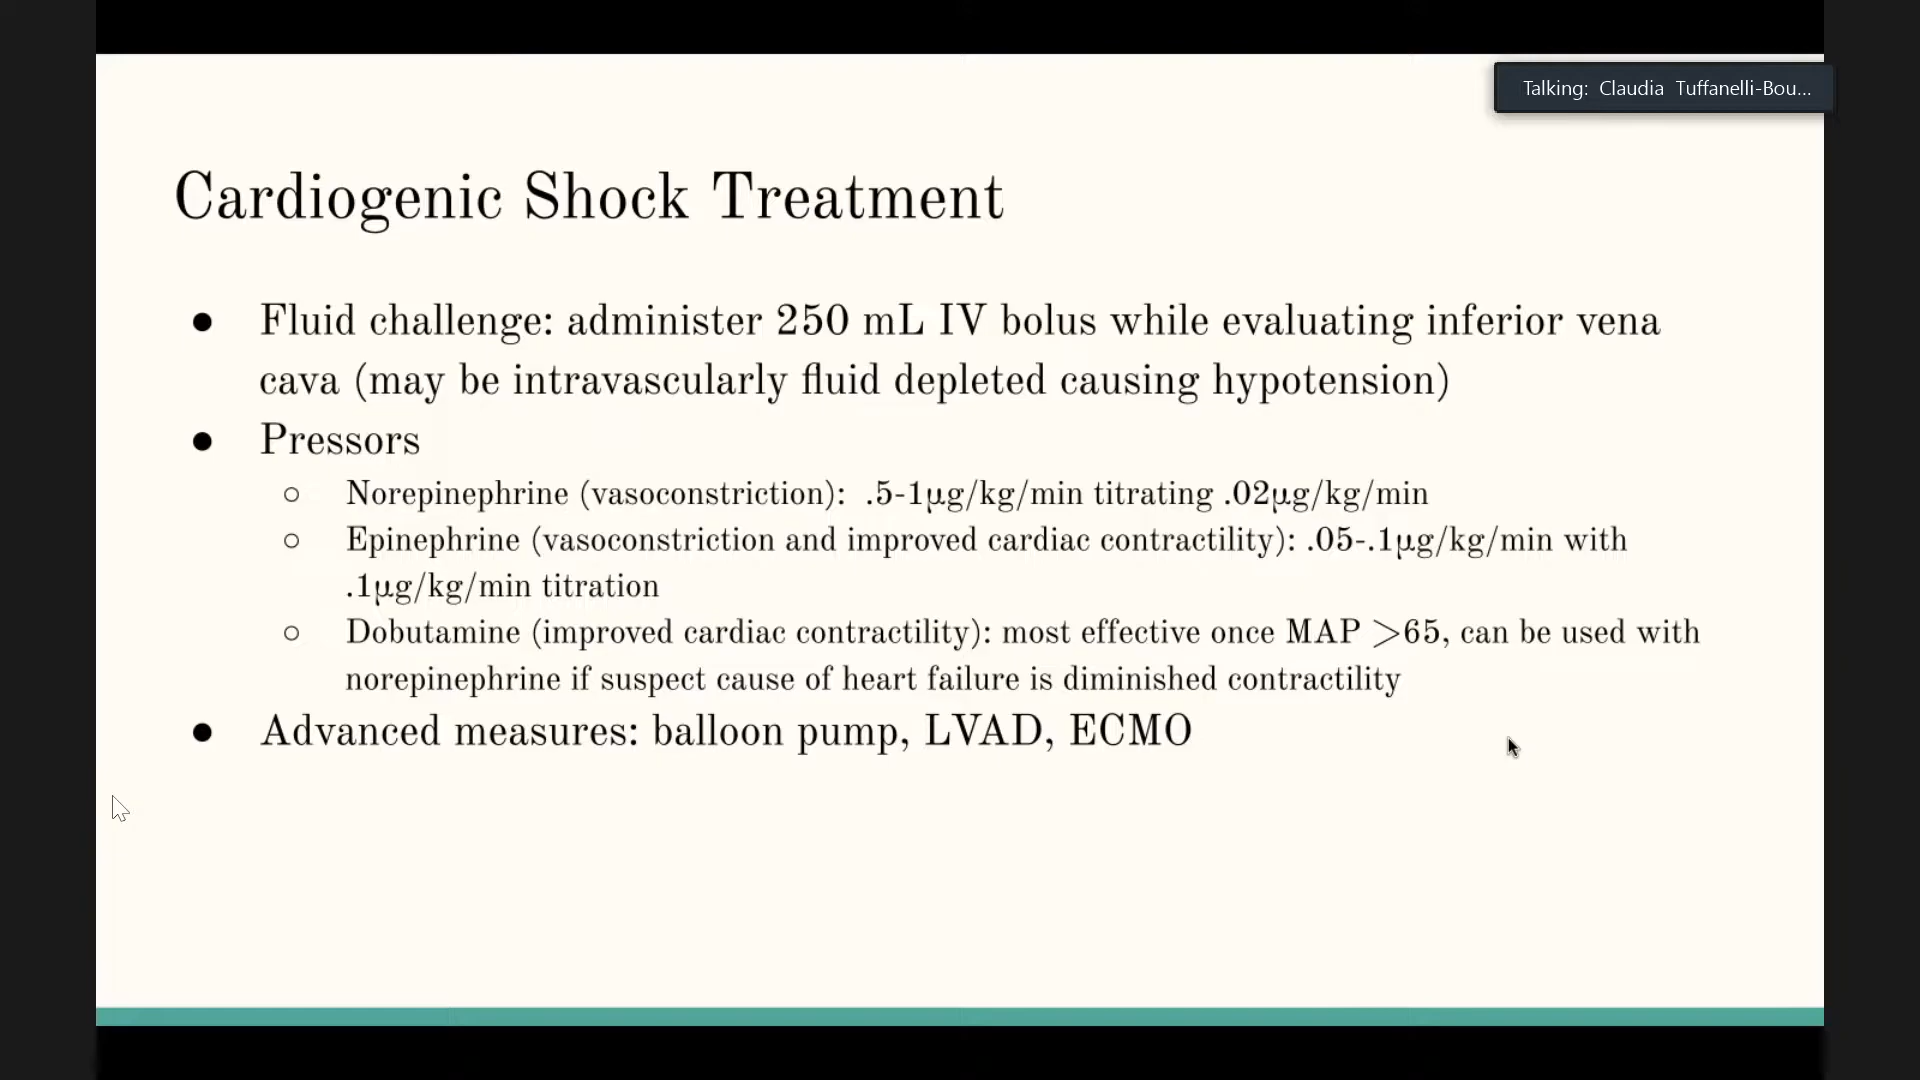 Talking: Claudia Tuffanelli-Bou...
Cardiogenic Shock Treatment
● Fluid challenge: administer 250 mL IV bolus while evaluating inferior vena
cava (may be intravascularly fluid depleted causing hypotension)
● Pressors
○ Norepinephrine (vasoconstriction): .5-1µg/kg/min titrating .02µg/kg/min
○ Epinephrine (vasoconstriction and improved cardiac contractility): .05-.1µg/kg/min with
.1µg/kg/min titration
○ Dobutamine (improved cardiac contractility): most effective once MAP >65, can be used with
norepinephrine if suspect cause of heart failure is diminished contractility
● Advanced measures: balloon pump, LVAD, ECMO